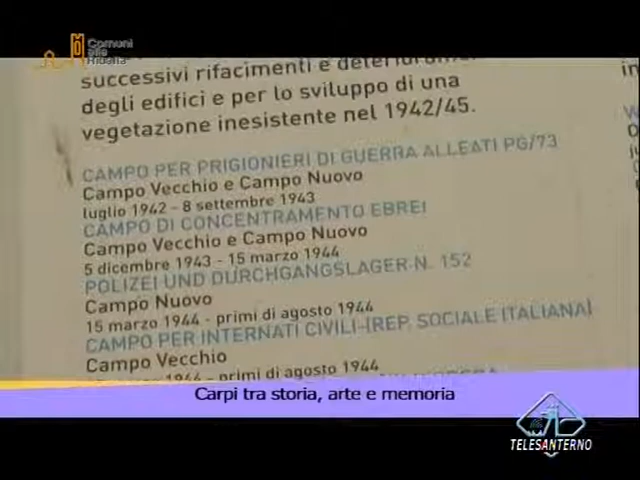 Comuni
alla
Ribalta
successivi rifacimenti e
degli edifici e per lo sviluppo di una
vegetazione inesistente nel 1942/45.
CAMPO PER PRIGIONIERI DI GUERRA ALLEATI PG/73
Campo Vecchio e Campo Nuovo
luglio 1942 - 8 settembre 1943
CAMPO DI CONCENTRAMENTO EBREI
Campo Vecchio e Campo Nuovo
5 dicembre 1943 - 15 marzo 1944
POLIZEI UND DURCHGANGSLAGER N. 152
Campo Nuovo
15 marzo 1944 - primi di agosto 1944
CAMPO PER INTERNATI CIVILI-(REP. SOCIALE ITALIANA)
Campo Vecchio
1944 - primi di agosto 1944
Carpi tra storia, arte e memoria
TELESANTERNO